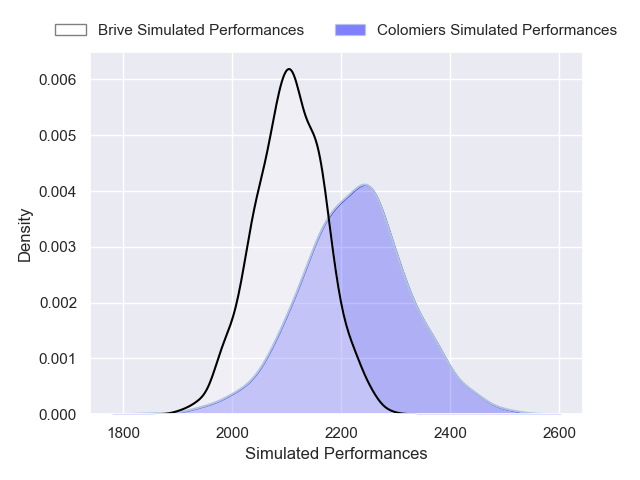 Brive Simulated Performances Colomiers Simulated Performances
0.006
0.005
0.004
0.003
0.002
0.001
0.000
Density
1800 2000 2200 2400 2600
Simulated Performances